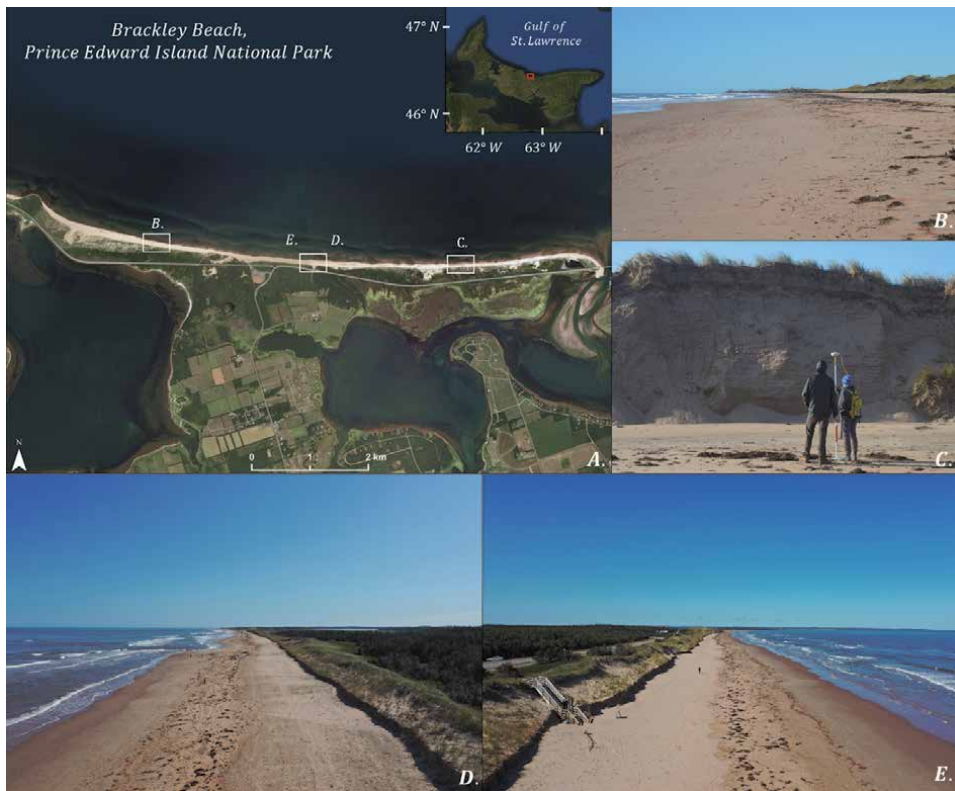 Brackley Beach,
Prince Edward Island National Park
47° N
Gulf of
St. Lawrence
46° N
62° W
63° W
B.
E.
D.
C.
N
0 1 2 km
A.
B.
C.
D.
E.